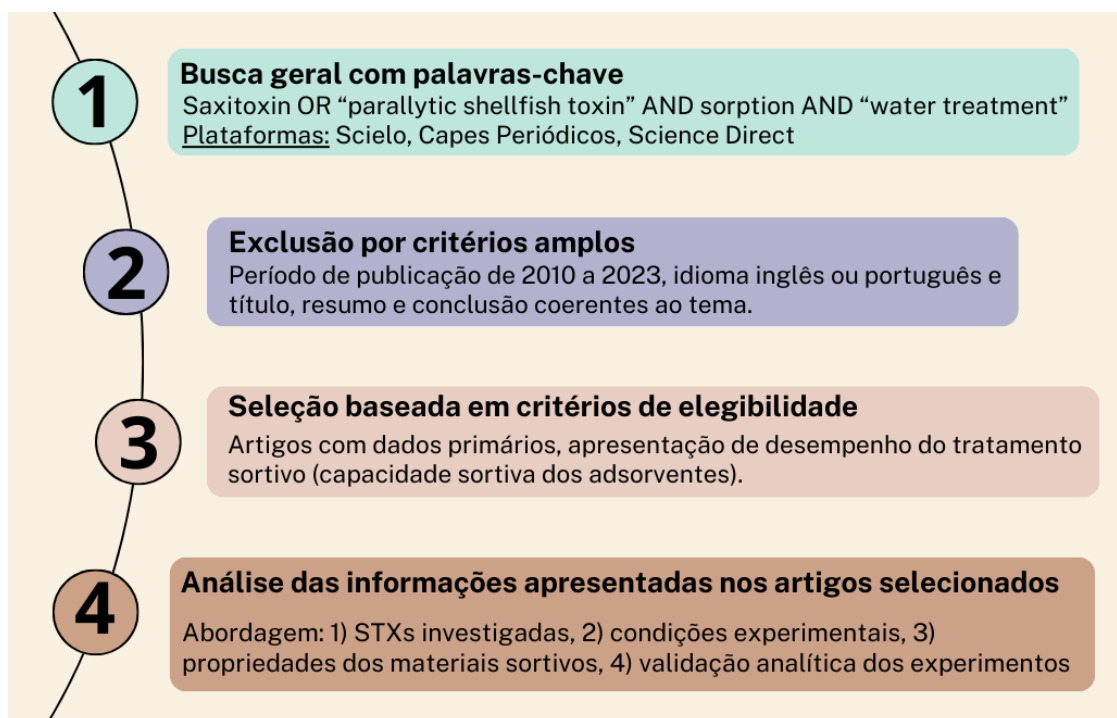 1
Busca geral com palavras-chave
Saxitoxin OR “parallytic shellfish toxin” AND sorption AND “water treatment”
Plataformas: Scielo, Capes Periódicos, Science Direct
2
Exclusão por critérios amplos
Período de publicação de 2010 a 2023, idioma inglês ou português e
título, resumo e conclusão coerentes ao tema.
3
Seleção baseada em critérios de elegibilidade
Artigos com dados primários, apresentação de desempenho do tratamento
sortivo (capacidade sortiva dos adsorventes).
4
Análise das informações apresentadas nos artigos selecionados
Abordagem: 1) STXs investigadas, 2) condições experimentais, 3)
propriedades dos materiais sortivos, 4) validação analítica dos experimentos